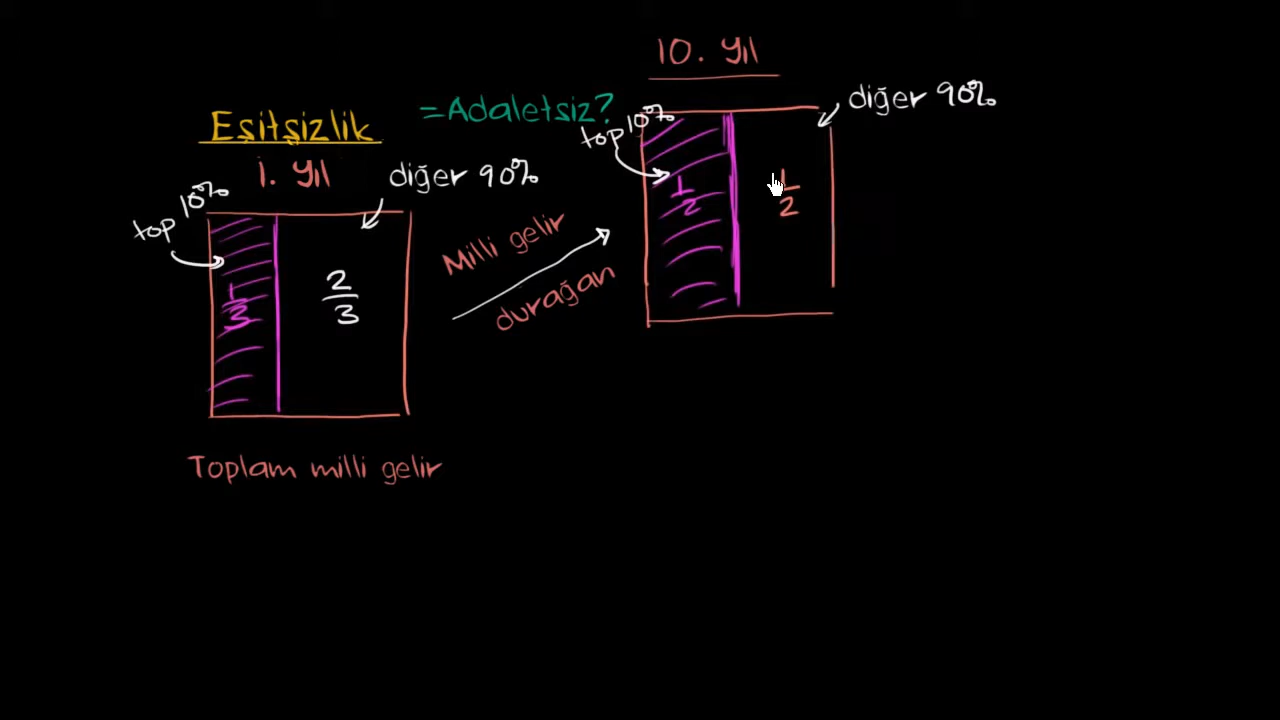 Eşitşizlik
=Adaletsiz?
1. Yıl
top 10%
diğer 90%
1/3
2/3
Toplam milli gelir
Milli gelir
durağan
10. Yıl
top 10%
diğer 90%
1/2
1/2